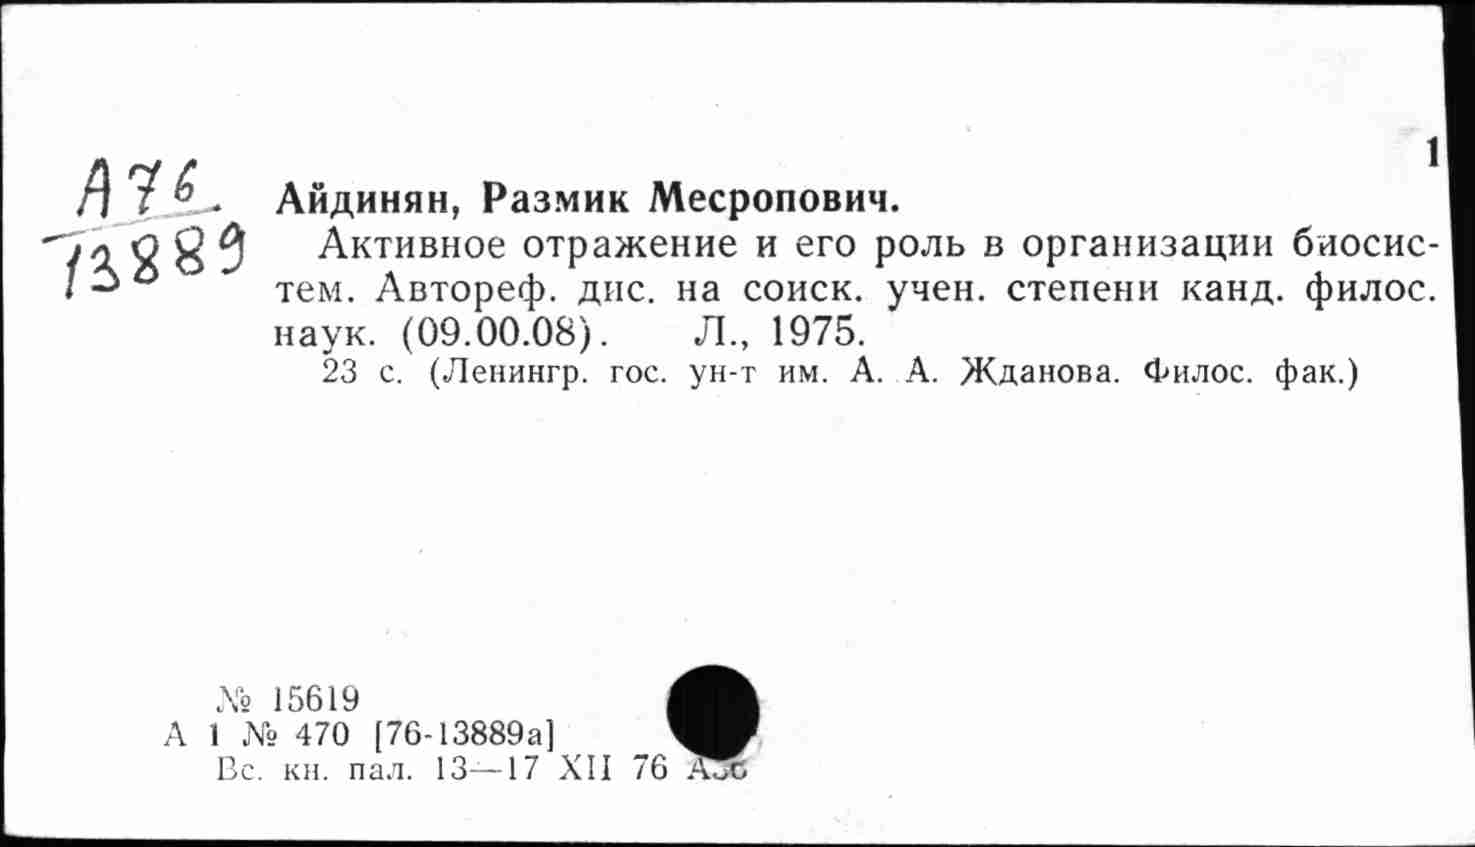 1
А76
13889
Айдинян, Размик Месропович.
Активное отражение и его роль в организации биосис-
тем. Автореф. дис. на соиск. учен. степени канд. филос.
наук. (09.00.08). Л., 1975.
23 с. (Ленингр. гос. ун-т им. А. А. Жданова. Филос. фак.)
№ 15619
А 1 № 470 [76-13889а]
Вс. кн. пал. 13—17 XII 76